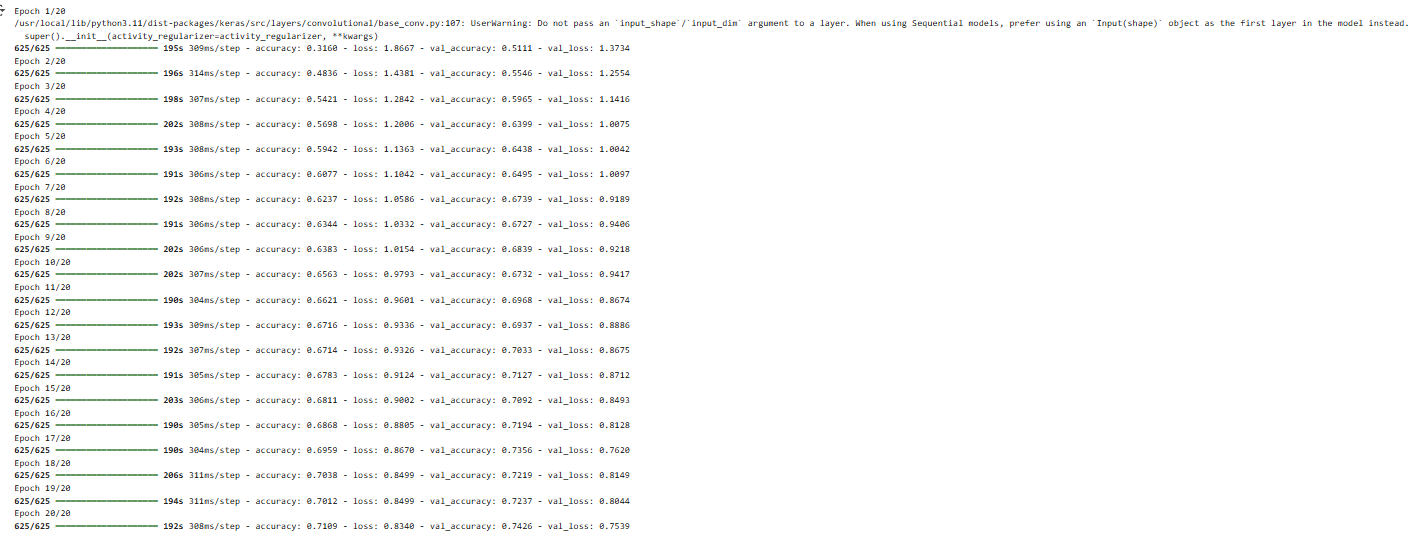 Epoch 1/20
/usr/local/lib/python3.11/dist-packages/keras/src/layers/convolutional/base_conv.py:107: UserWarning: Do not pass an `input_shape`/`input_dim` argument to a layer. When using Sequential models, prefer using an `Input(shape)` object as the first layer in the model instead.
  super().__init__(activity_regularizer=activity_regularizer, **kwargs)
625/625 ━━━━━━━━━━━━━━━━━━━━ 195s 309ms/step - accuracy: 0.3160 - loss: 1.8667 - val_accuracy: 0.5111 - val_loss: 1.3734
Epoch 2/20
625/625 ━━━━━━━━━━━━━━━━━━━━ 196s 314ms/step - accuracy: 0.4836 - loss: 1.4381 - val_accuracy: 0.5546 - val_loss: 1.2554
Epoch 3/20
625/625 ━━━━━━━━━━━━━━━━━━━━ 198s 307ms/step - accuracy: 0.5421 - loss: 1.2842 - val_accuracy: 0.5965 - val_loss: 1.1416
Epoch 4/20
625/625 ━━━━━━━━━━━━━━━━━━━━ 202s 308ms/step - accuracy: 0.5698 - loss: 1.2006 - val_accuracy: 0.6399 - val_loss: 1.0075
Epoch 5/20
625/625 ━━━━━━━━━━━━━━━━━━━━ 193s 308ms/step - accuracy: 0.5942 - loss: 1.1363 - val_accuracy: 0.6438 - val_loss: 1.0042
Epoch 6/20
625/625 ━━━━━━━━━━━━━━━━━━━━ 191s 306ms/step - accuracy: 0.6077 - loss: 1.1042 - val_accuracy: 0.6495 - val_loss: 1.0097
Epoch 7/20
625/625 ━━━━━━━━━━━━━━━━━━━━ 192s 308ms/step - accuracy: 0.6237 - loss: 1.0586 - val_accuracy: 0.6739 - val_loss: 0.9189
Epoch 8/20
625/625 ━━━━━━━━━━━━━━━━━━━━ 191s 306ms/step - accuracy: 0.6344 - loss: 1.0332 - val_accuracy: 0.6727 - val_loss: 0.9406
Epoch 9/20
625/625 ━━━━━━━━━━━━━━━━━━━━ 202s 306ms/step - accuracy: 0.6383 - loss: 1.0154 - val_accuracy: 0.6839 - val_loss: 0.9218
Epoch 10/20
625/625 ━━━━━━━━━━━━━━━━━━━━ 202s 307ms/step - accuracy: 0.6563 - loss: 0.9793 - val_accuracy: 0.6732 - val_loss: 0.9417
Epoch 11/20
625/625 ━━━━━━━━━━━━━━━━━━━━ 190s 304ms/step - accuracy: 0.6621 - loss: 0.9601 - val_accuracy: 0.6968 - val_loss: 0.8674
Epoch 12/20
625/625 ━━━━━━━━━━━━━━━━━━━━ 193s 309ms/step - accuracy: 0.6716 - loss: 0.9336 - val_accuracy: 0.6937 - val_loss: 0.8886
Epoch 13/20
625/625 ━━━━━━━━━━━━━━━━━━━━ 192s 307ms/step - accuracy: 0.6714 - loss: 0.9326 - val_accuracy: 0.7033 - val_loss: 0.8675
Epoch 14/20
625/625 ━━━━━━━━━━━━━━━━━━━━ 191s 305ms/step - accuracy: 0.6783 - loss: 0.9124 - val_accuracy: 0.7127 - val_loss: 0.8712
Epoch 15/20
625/625 ━━━━━━━━━━━━━━━━━━━━ 203s 306ms/step - accuracy: 0.6811 - loss: 0.9002 - val_accuracy: 0.7092 - val_loss: 0.8493
Epoch 16/20
625/625 ━━━━━━━━━━━━━━━━━━━━ 190s 305ms/step - accuracy: 0.6868 - loss: 0.8805 - val_accuracy: 0.7194 - val_loss: 0.8128
Epoch 17/20
625/625 ━━━━━━━━━━━━━━━━━━━━ 190s 304ms/step - accuracy: 0.6959 - loss: 0.8670 - val_accuracy: 0.7356 - val_loss: 0.7620
Epoch 18/20
625/625 ━━━━━━━━━━━━━━━━━━━━ 206s 311ms/step - accuracy: 0.7038 - loss: 0.8499 - val_accuracy: 0.7219 - val_loss: 0.8149
Epoch 19/20
625/625 ━━━━━━━━━━━━━━━━━━━━ 194s 311ms/step - accuracy: 0.7012 - loss: 0.8499 - val_accuracy: 0.7237 - val_loss: 0.8044
Epoch 20/20
625/625 ━━━━━━━━━━━━━━━━━━━━ 192s 308ms/step - accuracy: 0.7109 - loss: 0.8340 - val_accuracy: 0.7426 - val_loss: 0.7539